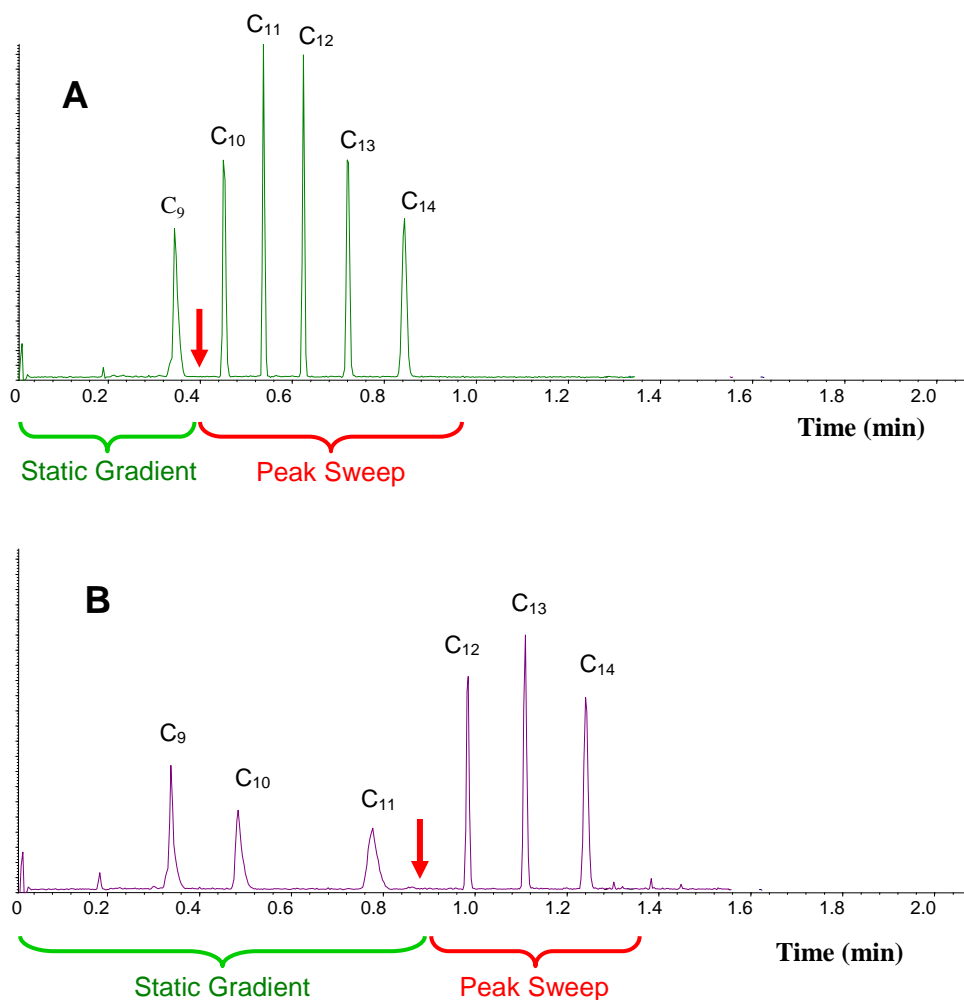 C₁₁ C₁₂
A
C₁₀ C₁₃
C₉ C₁₄
0 0.2 0.4 0.6 0.8 1.0 1.2 1.4 1.6 1.8 2.0
Time (min)
Static Gradient Peak Sweep
B
C₁₃
C₁₂ C₁₄
C₉
C₁₀ C₁₁
0 0.2 0.4 0.6 0.8 1.0 1.2 1.4 1.6 1.8 2.0
Time (min)
Static Gradient Peak Sweep